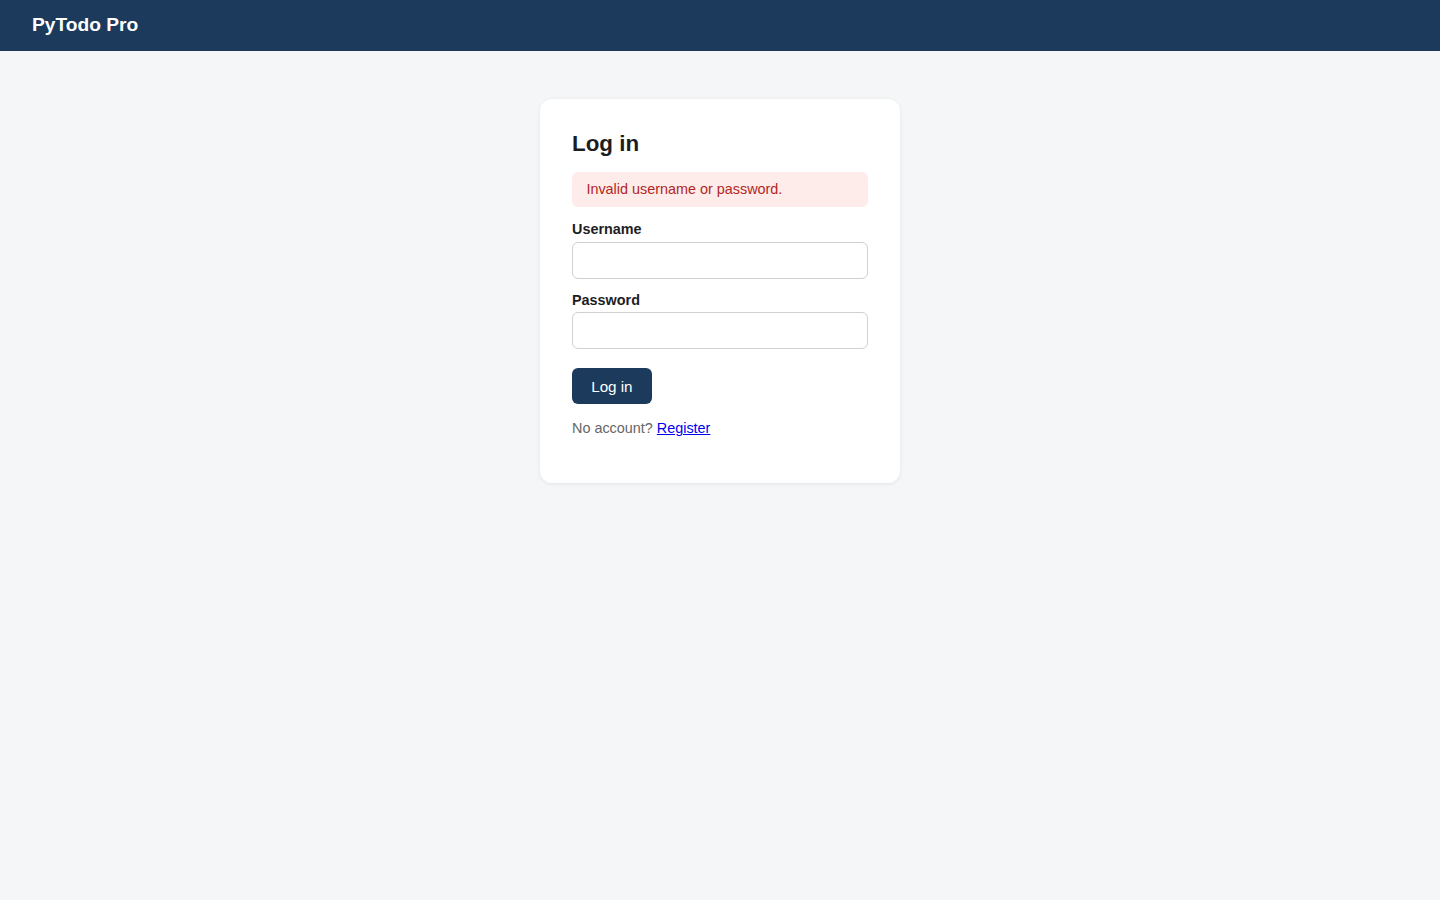 PyTodo Pro
Log in
Invalid username or password.
Username
Password
Log in
No account? Register